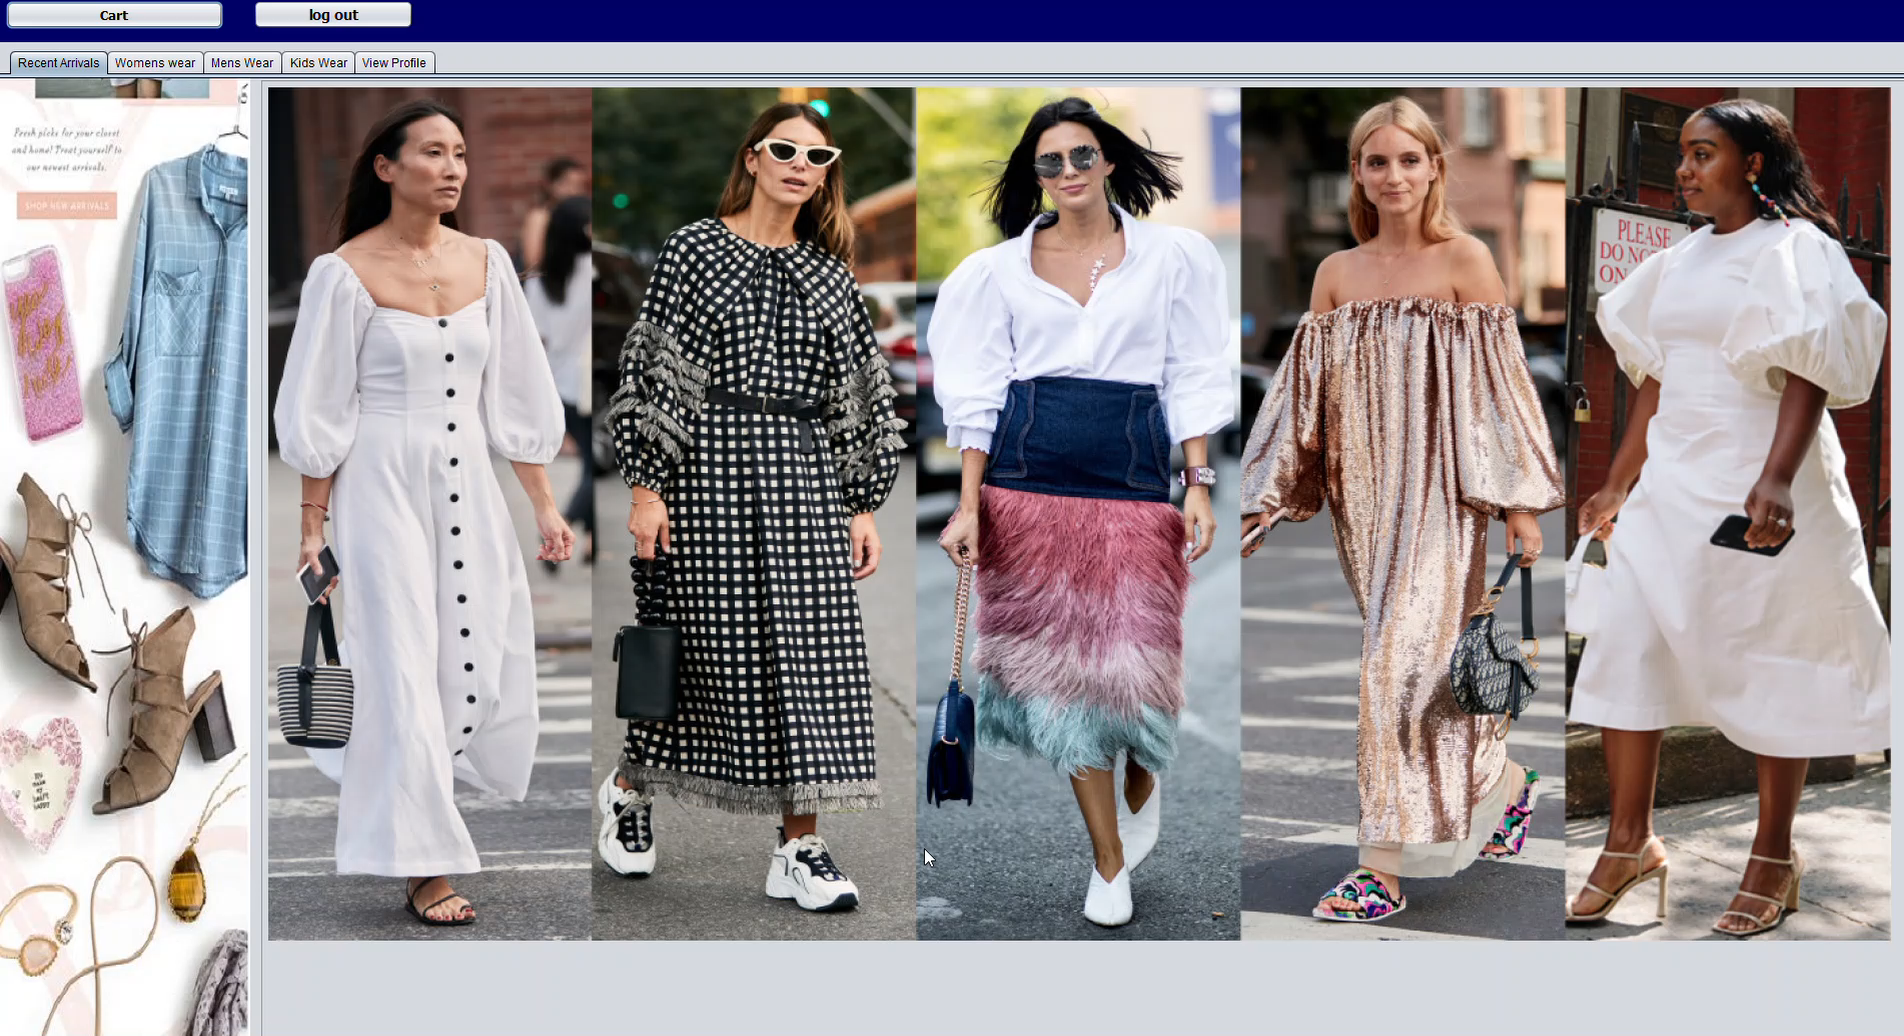 Cart
log out
Recent Arrivals
Womens wear
Mens Wear
Kids Wear
View Profile
Fresh picks for your closet
and home! Treat yourself to
our newest arrivals.
SHOP NEW ARRIVALS
PLEASE
DO NOT
ON